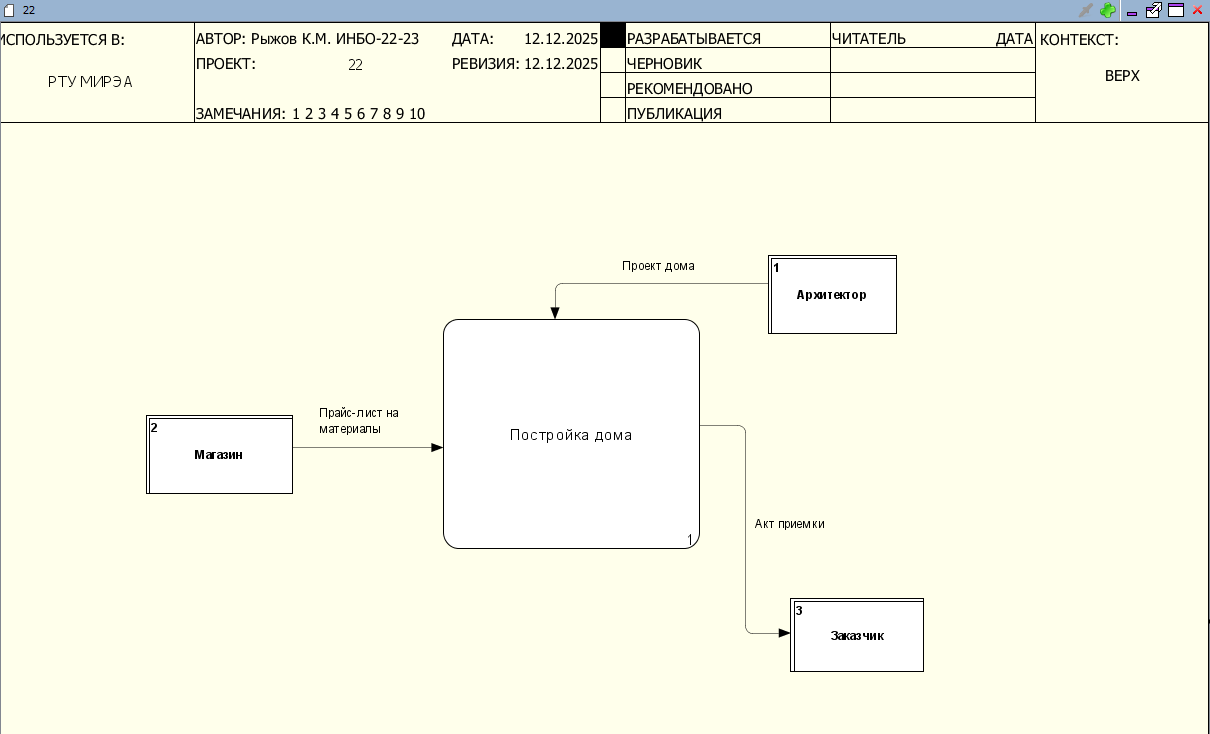 22
ИСПОЛЬЗУЕТСЯ В:
РТУ МИРЭА
АВТОР: Рыжов К.М. ИНБО-22-23
ДАТА: 12.12.2025
ПРОЕКТ: 22
РЕВИЗИЯ: 12.12.2025
ЗАМЕЧАНИЯ: 1 2 3 4 5 6 7 8 9 10
РАЗРАБАТЫВАЕТСЯ
ЧЕРНОВИК
РЕКОМЕНДОВАНО
ПУБЛИКАЦИЯ
ЧИТАТЕЛЬ ДАТА
КОНТЕКСТ:
ВЕРХ
Проект дома
1
Архитектор
Прайс-лист на
материалы
2
Магазин
Постройка дома
1
Акт приемки
3
Заказчик